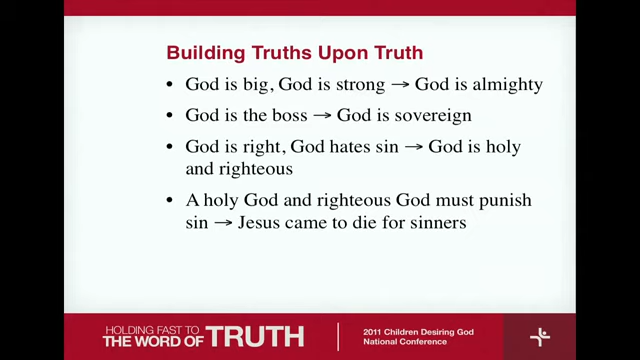 Building Truths Upon Truth
• God is big, God is strong → God is almighty
• God is the boss → God is sovereign
• God is right, God hates sin → God is holy
and righteous
• A holy God and righteous God must punish
sin → Jesus came to die for sinners
HOLDING FAST TO
THE WORD OF TRUTH
2011 Children Desiring God
National Conference